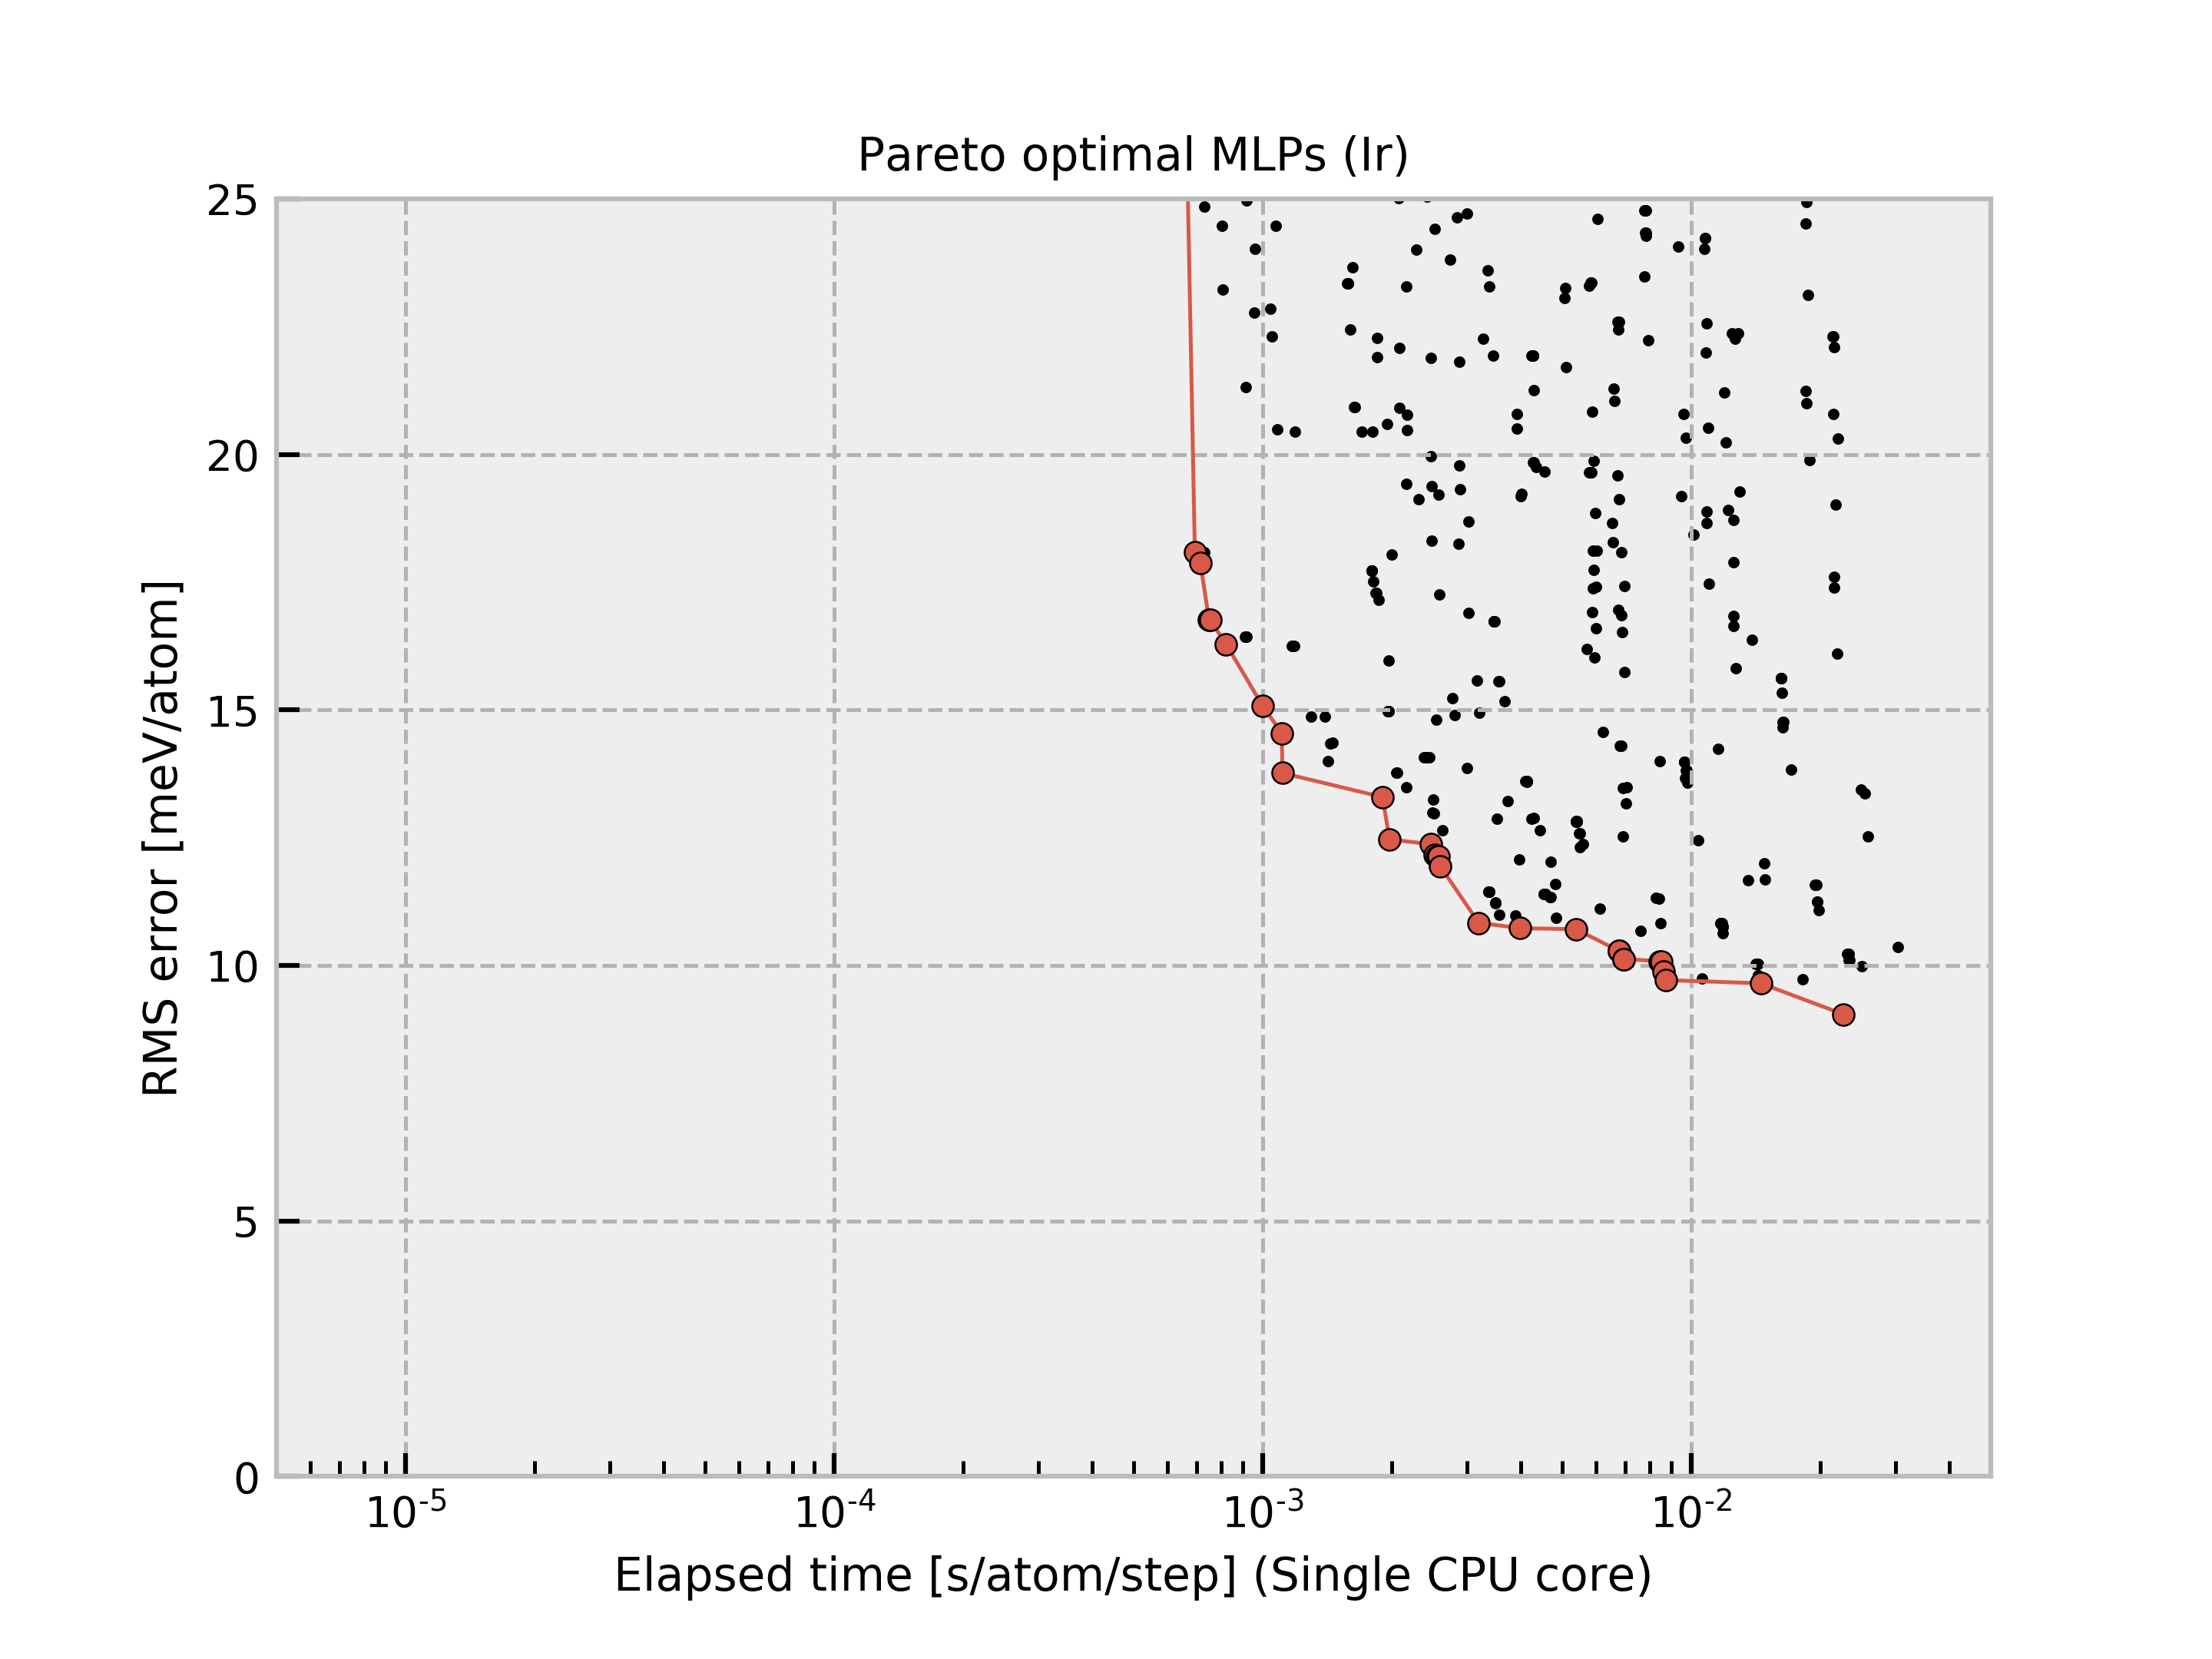 Pareto optimal MLPs (Ir)
25
20
15
10
5
0
RMS error [meV/atom]
10^-5 10^-4 10^-3 10^-2
Elapsed time [s/atom/step] (Single CPU core)